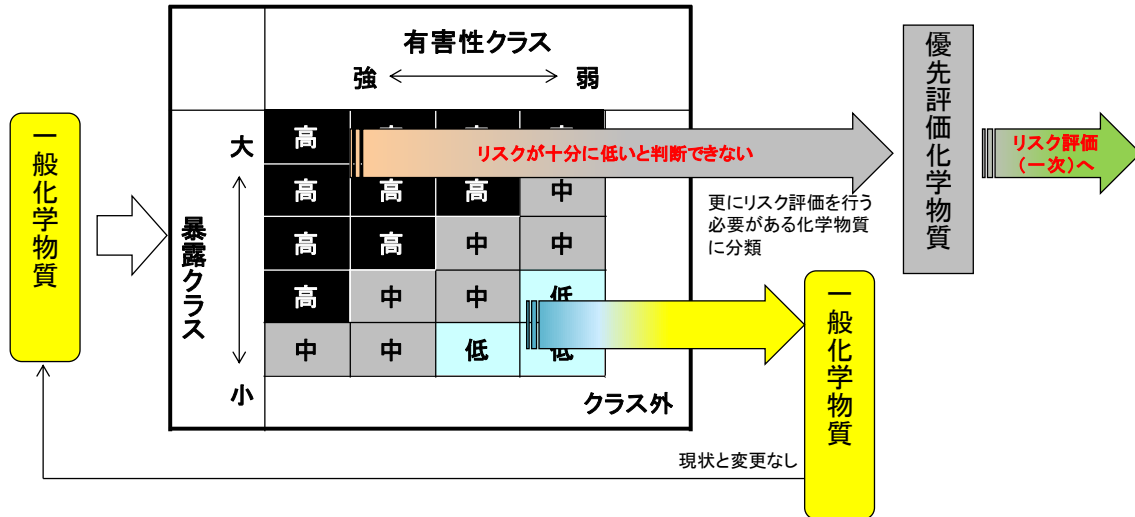 有害性クラス
強 弱
一般化学物質
暴露クラス
大
小
高
リスクが十分に低いと判断できない
高 高 高 中
高 高 中 中
高 中 中 低
中 中 低 低
クラス外
更にリスク評価を行う
必要がある化学物質
に分類
優先評価化学物質
リスク評価
(一次)へ
一般化学物質
現状と変更なし